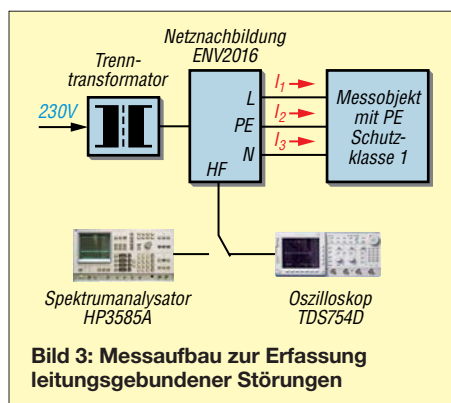 Netznachbildung
ENV2016
Trenn-
transformator
230V
L
PE
N
HF
I1
I2
I3
Messobjekt
mit PE
Schutz-
klasse 1
Spektrumanalysator
HP3585A
Oszilloskop
TDS754D
Bild 3: Messaufbau zur Erfassung
leitungsgebundener Störungen